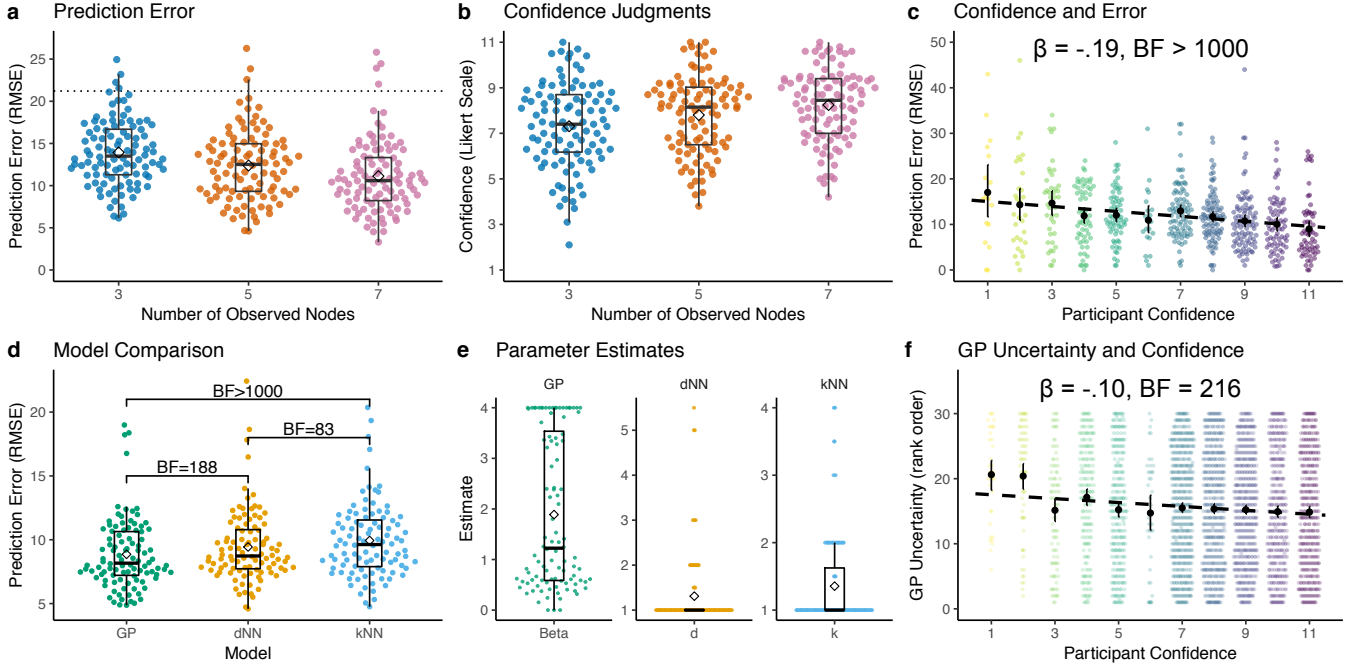 a Prediction Error
Prediction Error (RMSE)
25
20
15
10
5
0
3 5 7
Number of Observed Nodes
b Confidence Judgments
Confidence (Likert Scale)
11
9
7
5
3
1
3 5 7
Number of Observed Nodes
c Confidence and Error
β = -.19, BF > 1000
Prediction Error (RMSE)
50
40
30
20
10
0
1 3 5 7 9 11
Participant Confidence
d Model Comparison
BF>1000
BF=83
BF=188
Prediction Error (RMSE)
20
15
10
5
GP dNN kNN
Model
e Parameter Estimates
Estimate
GP
4
3
2
1
0
Beta
dNN
5
4
3
2
1
d
kNN
4
3
2
1
k
f GP Uncertainty and Confidence
β = -.10, BF = 216
GP Uncertainty (rank order)
30
20
10
0
1 3 5 7 9 11
Participant Confidence